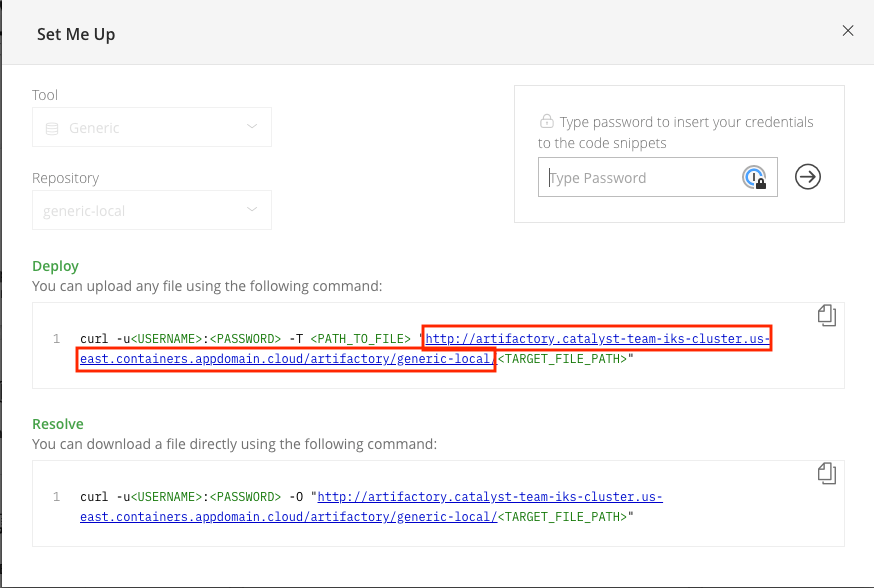 Set Me Up
Tool
Generic
Type password to insert your credentials
to the code snippets
Type Password
Repository
generic-local
Deploy
You can upload any file using the following command:
1 curl -u<USERNAME>:<PASSWORD> -T <PATH_TO_FILE> "http://artifactory.catalyst-team-iks-cluster.us-
east.containers.appdomain.cloud/artifactory/generic-local/<TARGET_FILE_PATH>"
Resolve
You can download a file directly using the following command:
1 curl -u<USERNAME>:<PASSWORD> -O "http://artifactory.catalyst-team-iks-cluster.us-
east.containers.appdomain.cloud/artifactory/generic-local/<TARGET_FILE_PATH>"